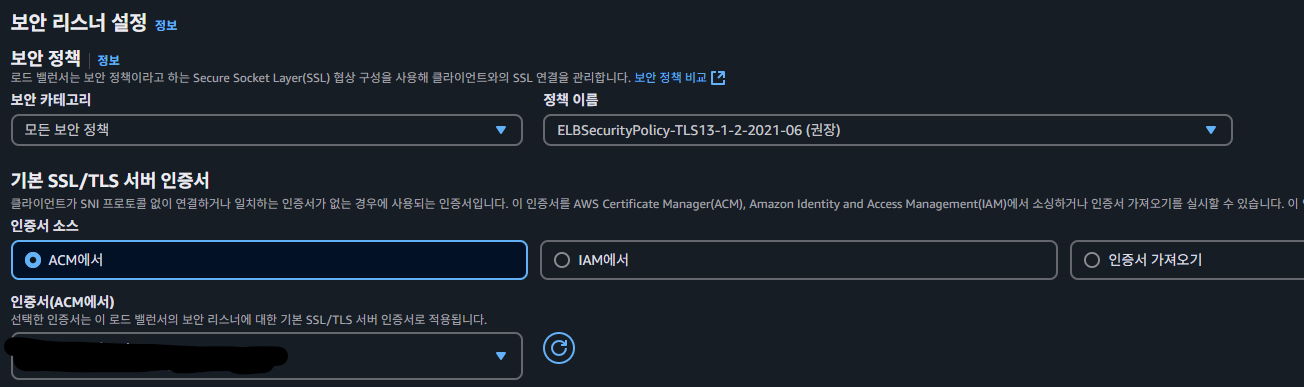 보안 리스너 설정 정보
보안 정책 정보
로드 밸런서는 보안 정책이라고 하는 Secure Socket Layer(SSL) 협상 구성을 사용해 클라이언트와의 SSL 연결을 관리합니다. 보안 정책 비교
보안 카테고리 정책 이름
모든 보안 정책 ELBSecurityPolicy-TLS13-1-2-2021-06 (권장)
기본 SSL/TLS 서버 인증서
클라이언트가 SNI 프로토콜 없이 연결하거나 일치하는 인증서가 없는 경우에 사용되는 인증서입니다. 이 인증서를 AWS Certificate Manager(ACM), Amazon Identity and Access Management(IAM)에서 소싱하거나 인증서 가져오기를 실시할 수 있습니다. 이
인증서 소스
ACM에서 IAM에서 인증서 가져오기
인증서(ACM에서)
선택한 인증서는 이 로드 밸런서의 보안 리스너에 대한 기본 SSL/TLS 서버 인증서로 적용됩니다.